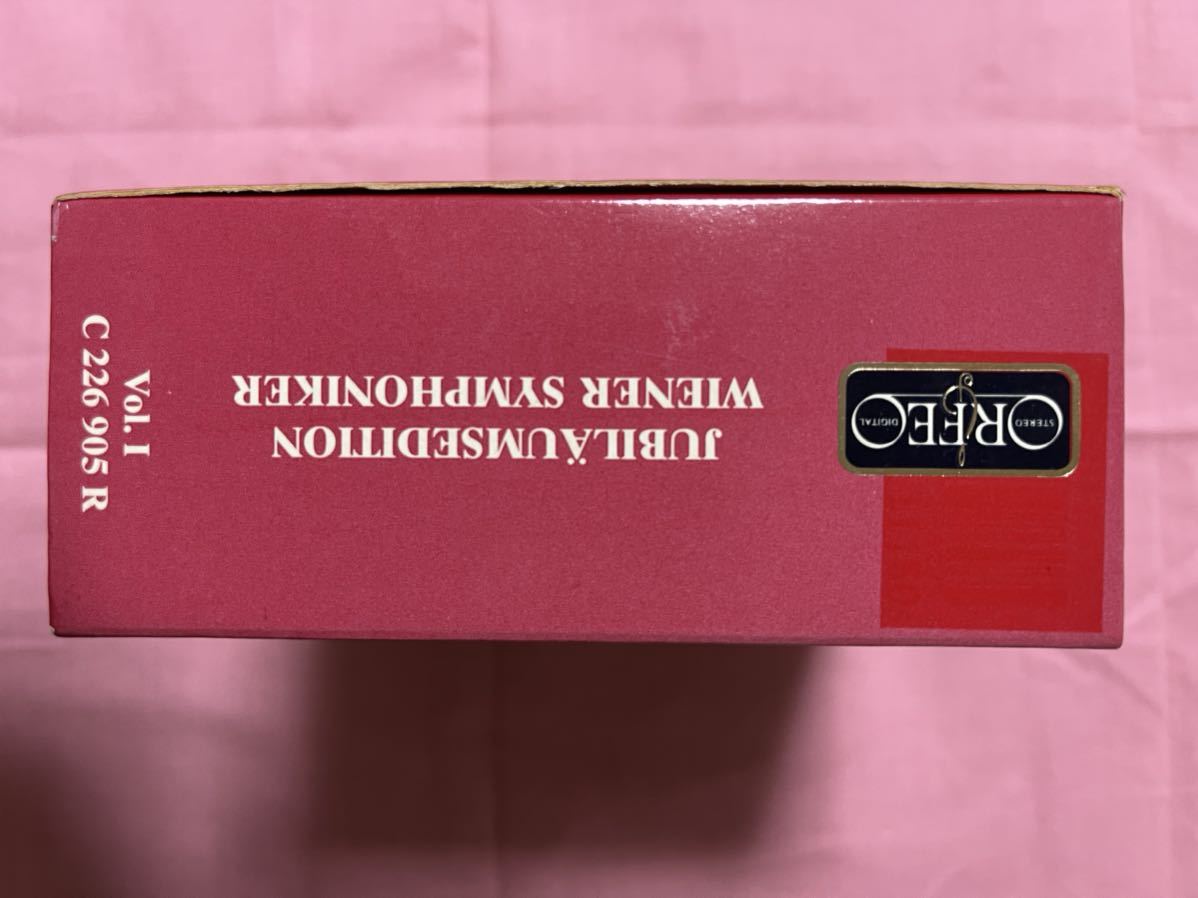 JUBILÄUMSEDITION
WIENER SYMPHONIKER
Vol. I
C 226 905 R
ORFEO
STEREO
DIGITAL